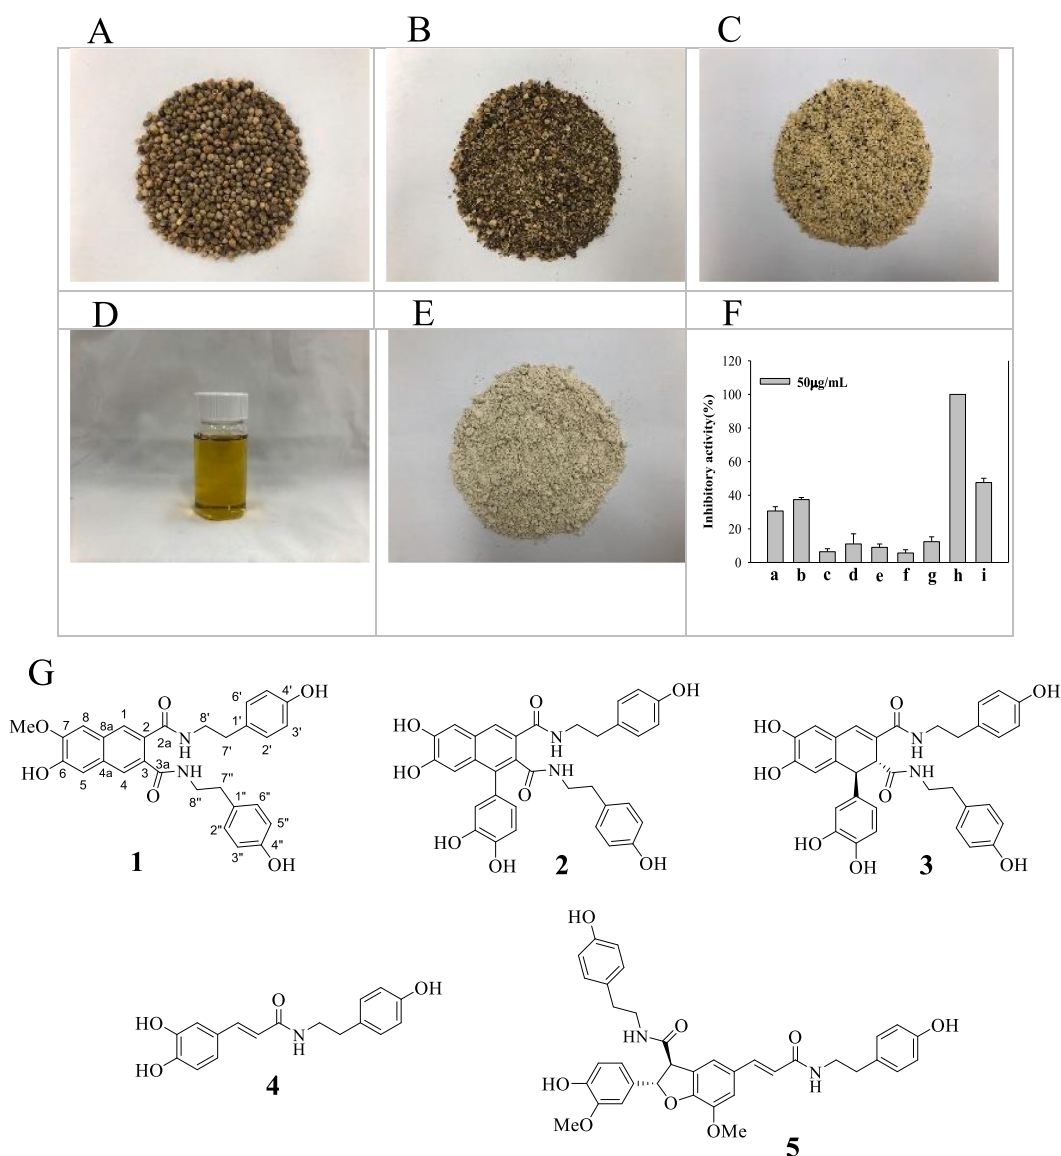 A B C
D E F
120
100
80
60
40
20
0
Inhibitory activity(%)
50µg/mL
a b c d e f g h i
G
MeO 7 8 8a 1 2 O 2a N H 8' 7' 1' 6' 4' OH 3' 2'
HO 6 5 4a 4 3 3a O NH 8" 7" 1" 6" 5" 4" OH 3" 2"
1
HO HO O N H OH
O NH OH
HO OH
2
HO HO O N H OH
O NH OH
HO OH
3
HO HO O N H OH
4
HO
HN O
HO MeO O OMe O N H OH
5